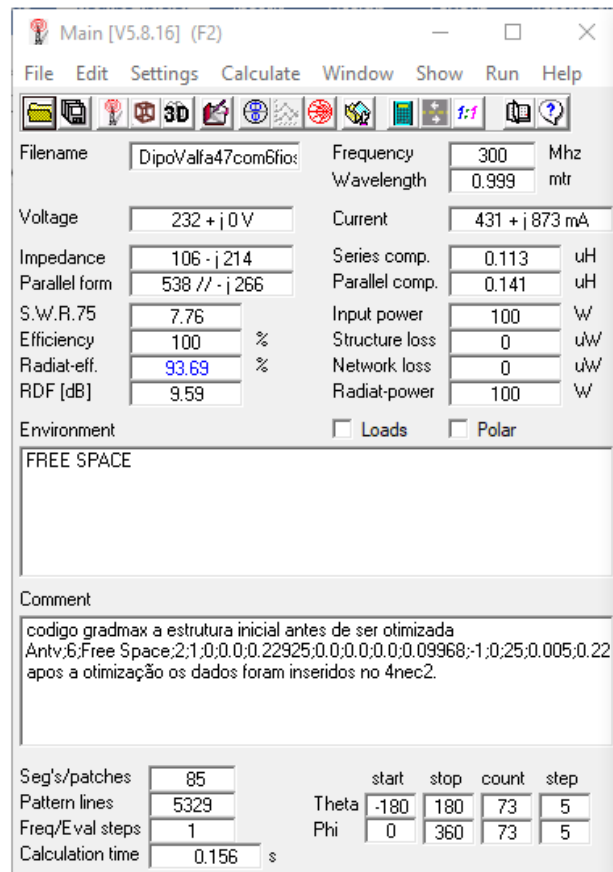 Main [V5.8.16] (F2)
File Edit Settings Calculate Window Show Run Help
3D 1:1
Filename DipoValfa47com6fios Frequency 300 Mhz
Wavelength 0.999 mtr
Voltage 232 + j 0 V Current 431 + j 873 mA
Impedance 106 - j 214 Series comp. 0.113 uH
Parallel form 538 // - j 266 Parallel comp. 0.141 uH
S.W.R.75 7.76 Input power 100 W
Efficiency 100 % Structure loss 0 uW
Radiat-eff. 93.69 % Network loss 0 uW
RDF [dB] 9.59 Radiat-power 100 W
Environment Loads Polar
FREE SPACE
Comment
codigo gradmax a estrutura inicial antes de ser otimizada
Antv;6;Free Space;2;1;0;0.0;0.22925;0.0;0.0;0.0;0.09968;-1;0;25;0.005;0.22
apos a otimização os dados foram inseridos no 4nec2.
Seg's/patches 85 start stop count step
Pattern lines 5329 Theta -180 180 73 5
Freq/Eval steps 1 Phi 0 360 73 5
Calculation time 0.156 s